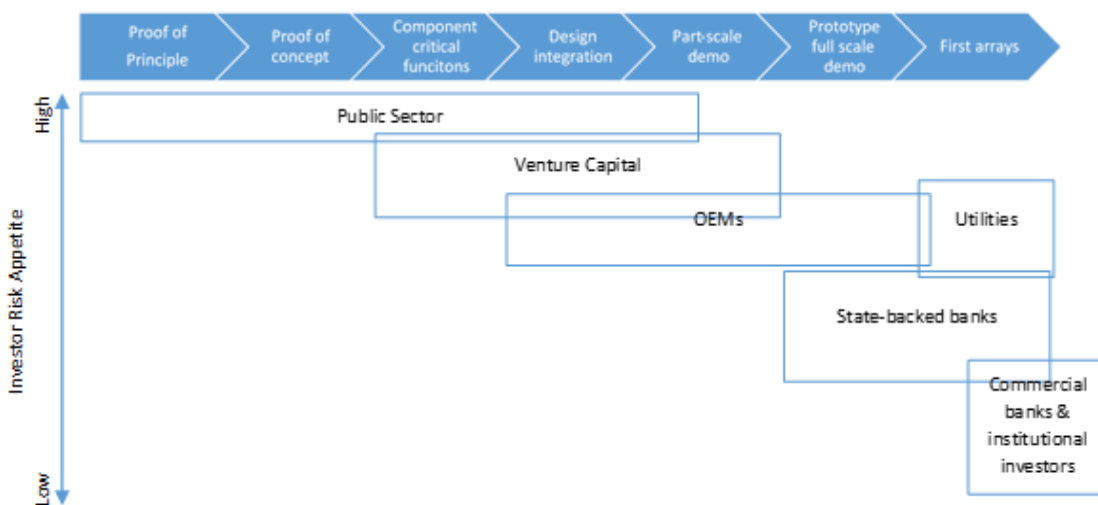 Proof of
Principle
Proof of
concept
Component
critical
funcitons
Design
integration
Part-scale
demo
Prototype
full scale
demo
First arrays
High
Public Sector
Venture Capital
OEMs
Utilities
Investor Risk Appetite
State-backed banks
Commercial
banks &
institutional
investors
Low